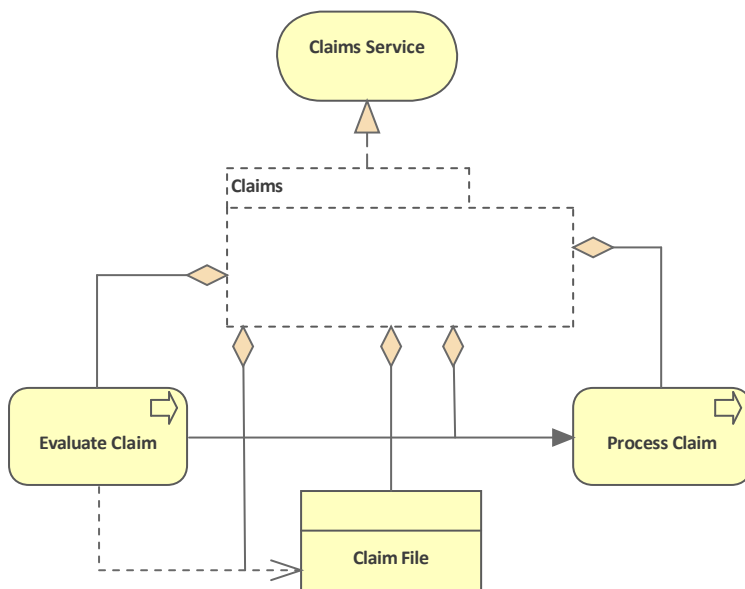 Claims Service
Claims
Evaluate Claim
Process Claim
Claim File